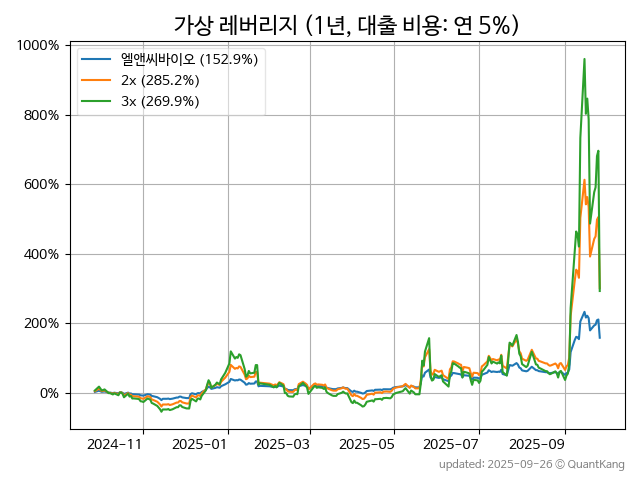 가상 레버리지 (1년, 대출 비용: 연 5%)
엘앤씨바이오 (152.9%)
2x (285.2%)
3x (269.9%)
1000%
800%
600%
400%
200%
0%
2024-11
2025-01
2025-03
2025-05
2025-07
2025-09
updated: 2025-09-26 © QuantKang